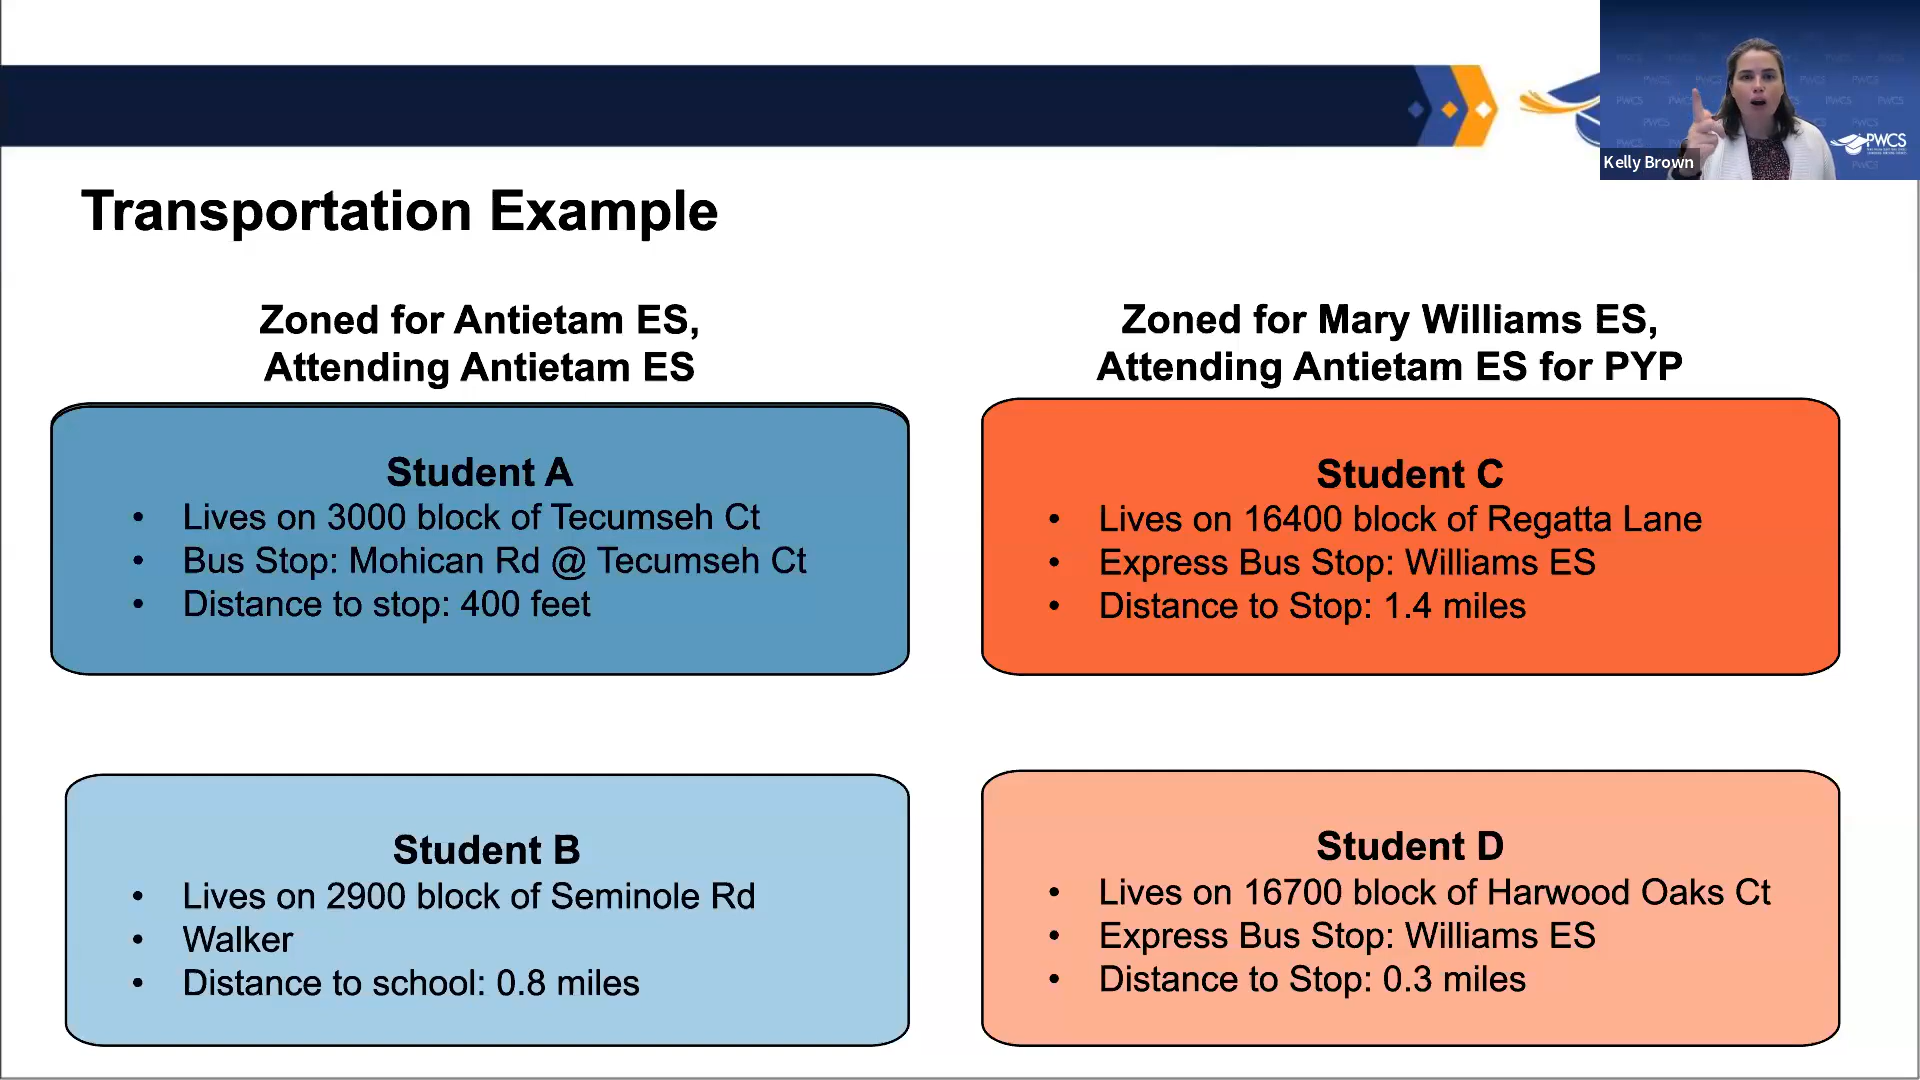 PWCS
Kelly Brown
Transportation Example
Zoned for Antietam ES,
Attending Antietam ES
Student A
• Lives on 3000 block of Tecumseh Ct
• Bus Stop: Mohican Rd @ Tecumseh Ct
• Distance to stop: 400 feet
Student B
• Lives on 2900 block of Seminole Rd
• Walker
• Distance to school: 0.8 miles
Zoned for Mary Williams ES,
Attending Antietam ES for PYP
Student C
• Lives on 16400 block of Regatta Lane
• Express Bus Stop: Williams ES
• Distance to Stop: 1.4 miles
Student D
• Lives on 16700 block of Harwood Oaks Ct
• Express Bus Stop: Williams ES
• Distance to Stop: 0.3 miles